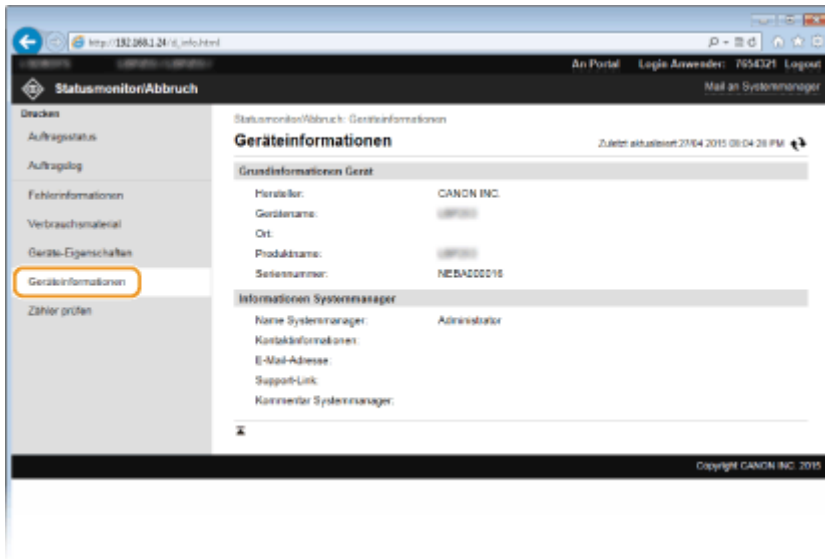 http://192.168.1.24/d_info.html
An Portal Login Anwender: 7654321 Logout
Statusmonitor/Abbruch
Mail an Systemmanager
Drucken
Auftragsstatus
Auftragslog
Fehlerinformationen
Verbrauchsmaterial
Geräte-Eigenschaften
Geräteinformationen
Zähler prüfen
Statusmonitor/Abbruch: Geräteinformationen
Geräteinformationen
Zuletzt aktualisiert:27/04 2015 08:04:28 PM
Grundinformationen Gerät
Hersteller: CANON INC.
Gerätename:
Ort:
Produktname:
Seriennummer: NEBA000016
Informationen Systemmanager
Name Systemmanager: Administrator
Kontaktinformationen:
E-Mail-Adresse:
Support-Link:
Kommentar Systemmanager:
Copyright CANON INC. 2015